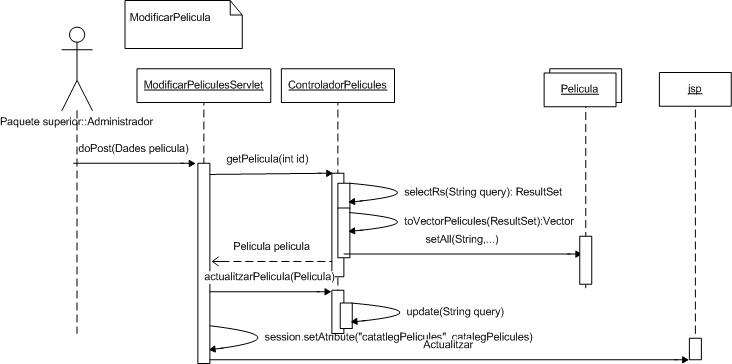 ModificarPelicula
ModificarPeliculesServlet
ControladorPelicules
Pelicula
jsp
Paquete superior::Administrador
doPost(Dades pelicula)
getPelicula(int id)
selectRs(String query): ResultSet
toVectorPelicules(ResultSet):Vector
setAll(String,...)
Pelicula pelicula
actualitzarPelicula(Pelicula)
update(String query)
session.setAtribute("catatlegPelicules", catalegPelicules)
Actualitzar